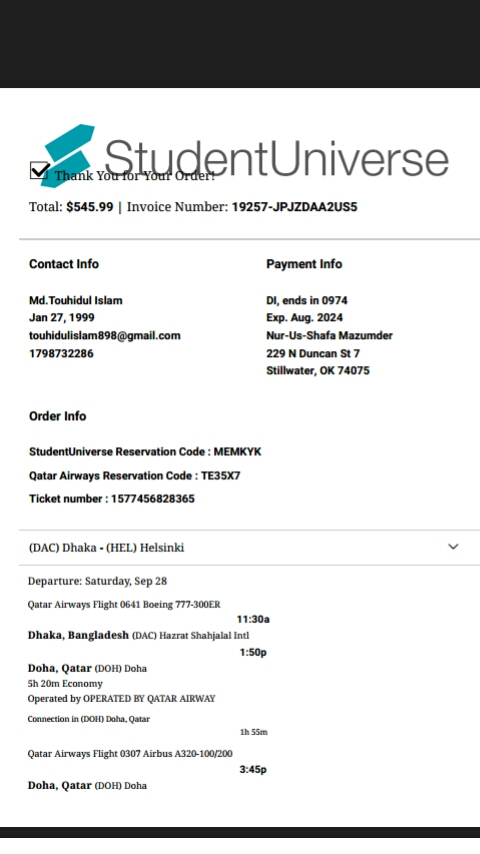 StudentUniverse
Thank You for Your Order!
Total: $545.99 | Invoice Number: 19257-JPJZDAA2US5
Contact Info
Md.Touhidul Islam
Jan 27, 1999
touhidulislam898@gmail.com
1798732286
Payment Info
DI, ends in 0974
Exp. Aug. 2024
Nur-Us-Shafa Mazumder
229 N Duncan St 7
Stillwater, OK 74075
Order Info
StudentUniverse Reservation Code : MEMKYK
Qatar Airways Reservation Code : TE35X7
Ticket number : 1577456828365
(DAC) Dhaka - (HEL) Helsinki
Departure: Saturday, Sep 28
Qatar Airways Flight 0641 Boeing 777-300ER
11:30a
Dhaka, Bangladesh (DAC) Hazrat Shahjalal Intl
1:50p
Doha, Qatar (DOH) Doha
5h 20m Economy
Operated by OPERATED BY QATAR AIRWAY
Connection in (DOH) Doha, Qatar
1h 55m
Qatar Airways Flight 0307 Airbus A320-100/200
3:45p
Doha, Qatar (DOH) Doha